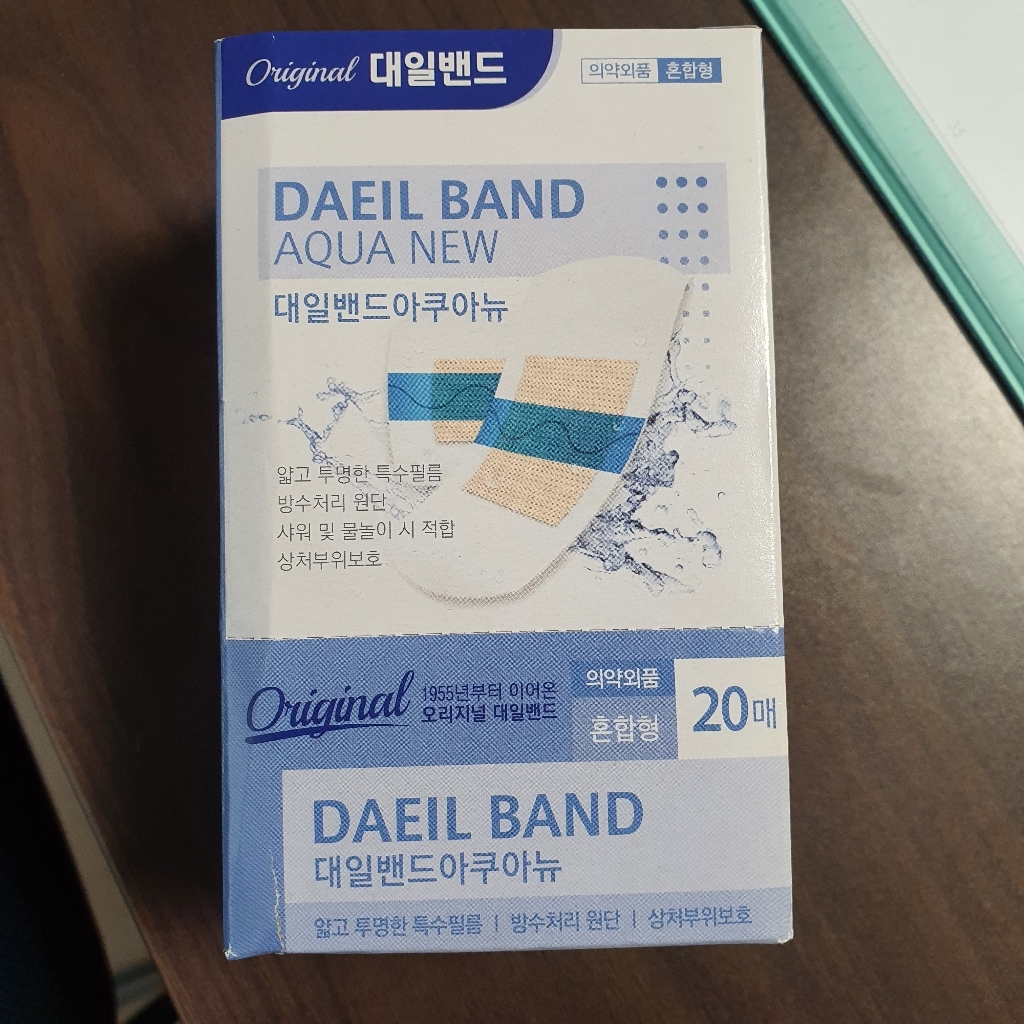 Original 대일밴드
의약외품 혼합형
DAEIL BAND
AQUA NEW
대일밴드아쿠아뉴
얇고 투명한 특수필름
방수처리 원단
샤워 및 물놀이 시 적합
상처부위보호
Original
1955년부터 이어온
오리지널 대일밴드
의약외품
혼합형
20매
DAEIL BAND
대일밴드아쿠아뉴
얇고 투명한 특수필름 | 방수처리 원단 | 상처부위보호